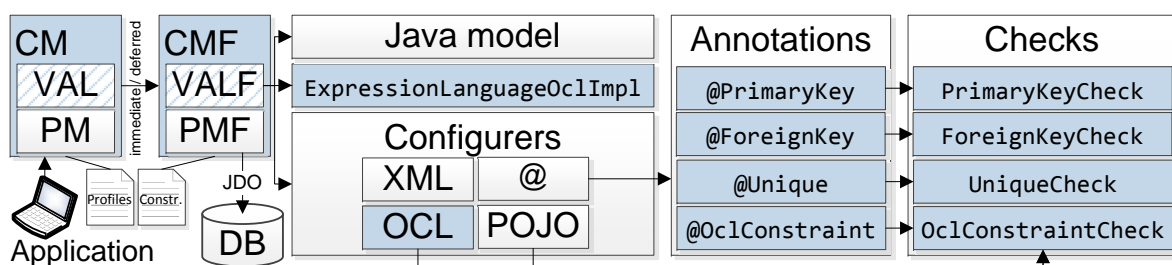 CM
VAL
PM
immediate / deferred
CMF
VALF
PMF
Profiles
Constr.
JDO
DB
Application
Java model
ExpressionLanguageOclImpl
Configurers
XML
@
OCL
POJO
Annotations
@PrimaryKey
@ForeignKey
@Unique
@OclConstraint
Checks
PrimaryKeyCheck
ForeignKeyCheck
UniqueCheck
OclConstraintCheck